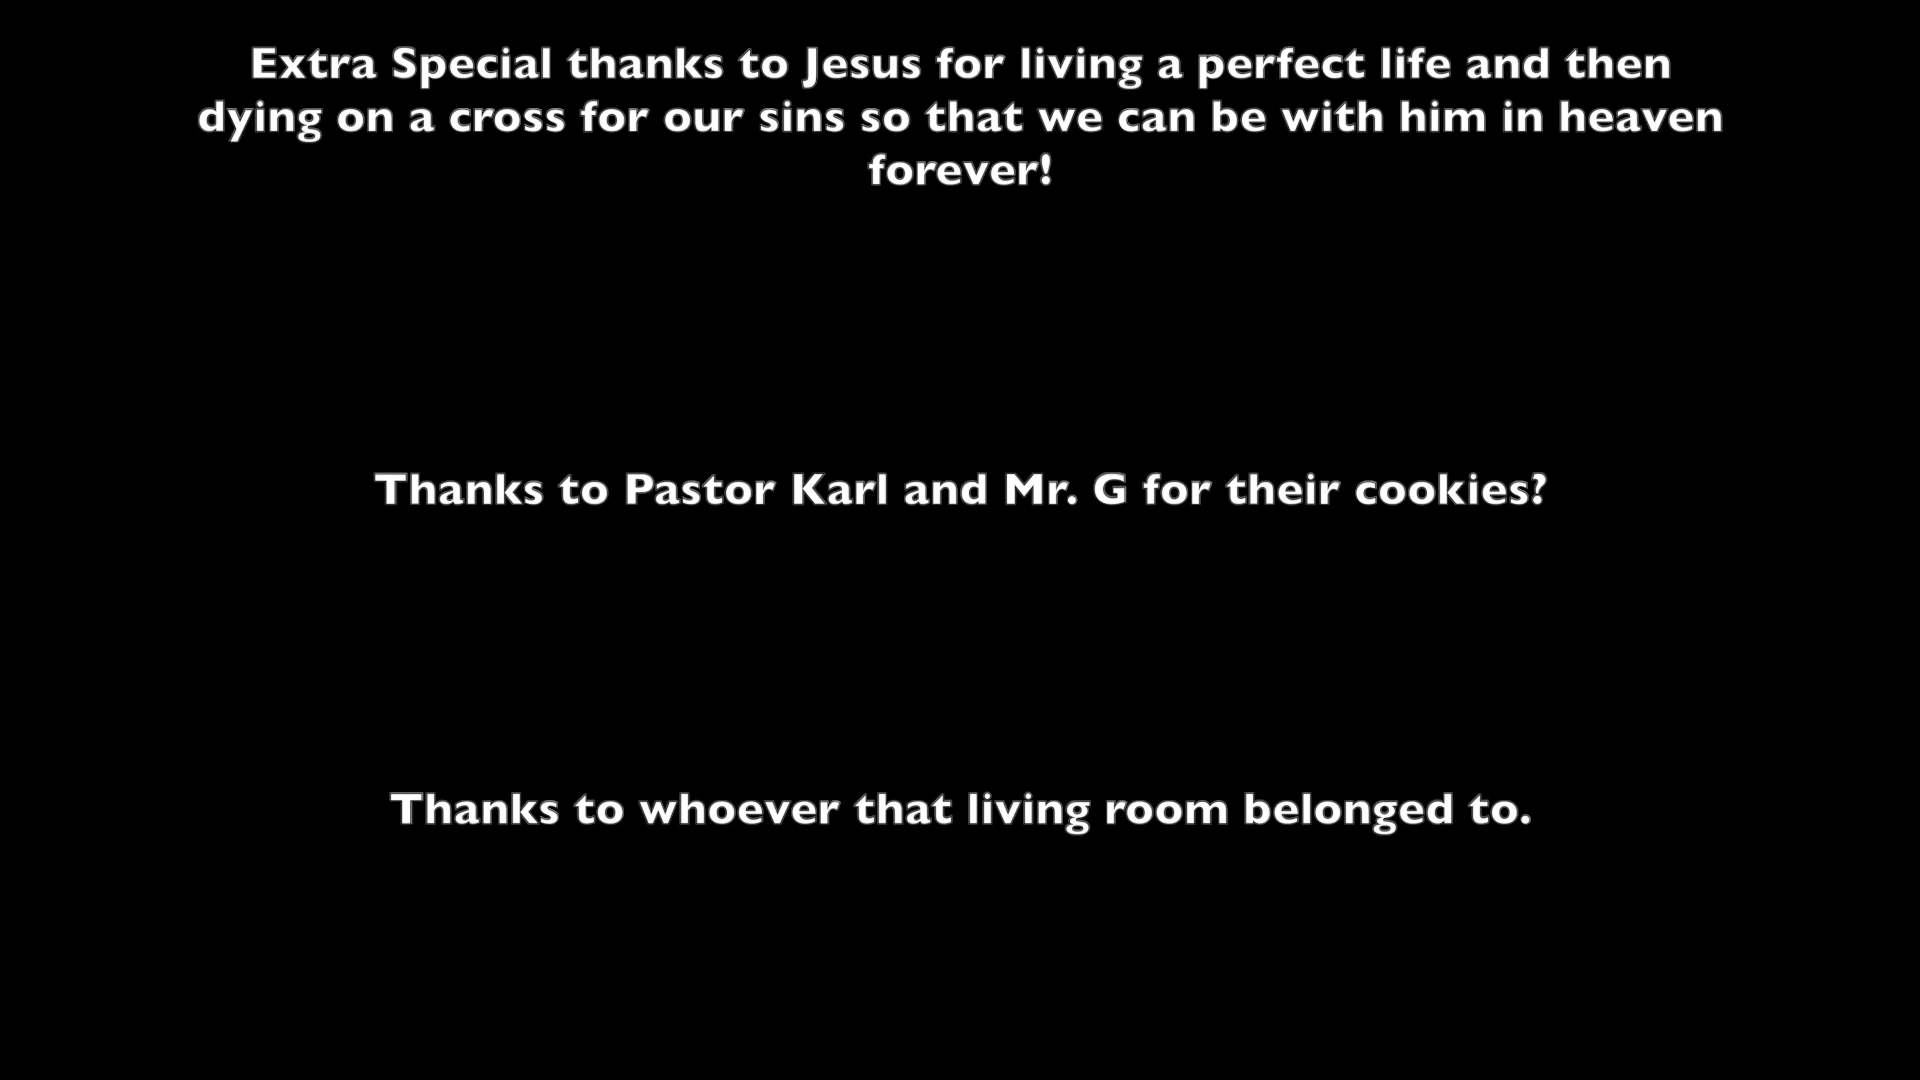 Extra Special thanks to Jesus for living a perfect life and then
dying on a cross for our sins so that we can be with him in heaven
forever!
Thanks to Pastor Karl and Mr. G for their cookies?
Thanks to whoever that living room belonged to.